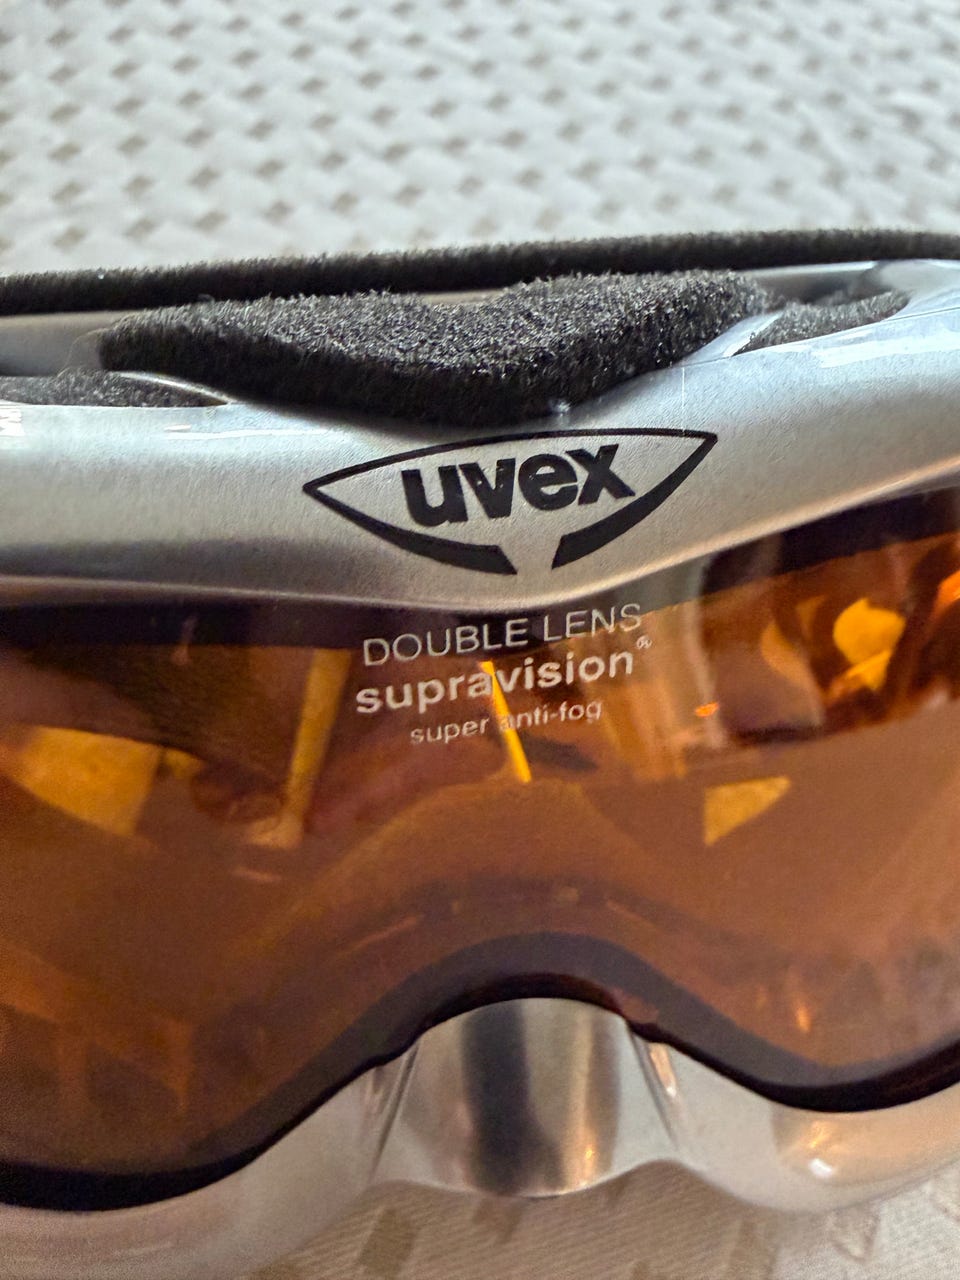 uvex
DOUBLE LENS
supravision®
super anti-fog